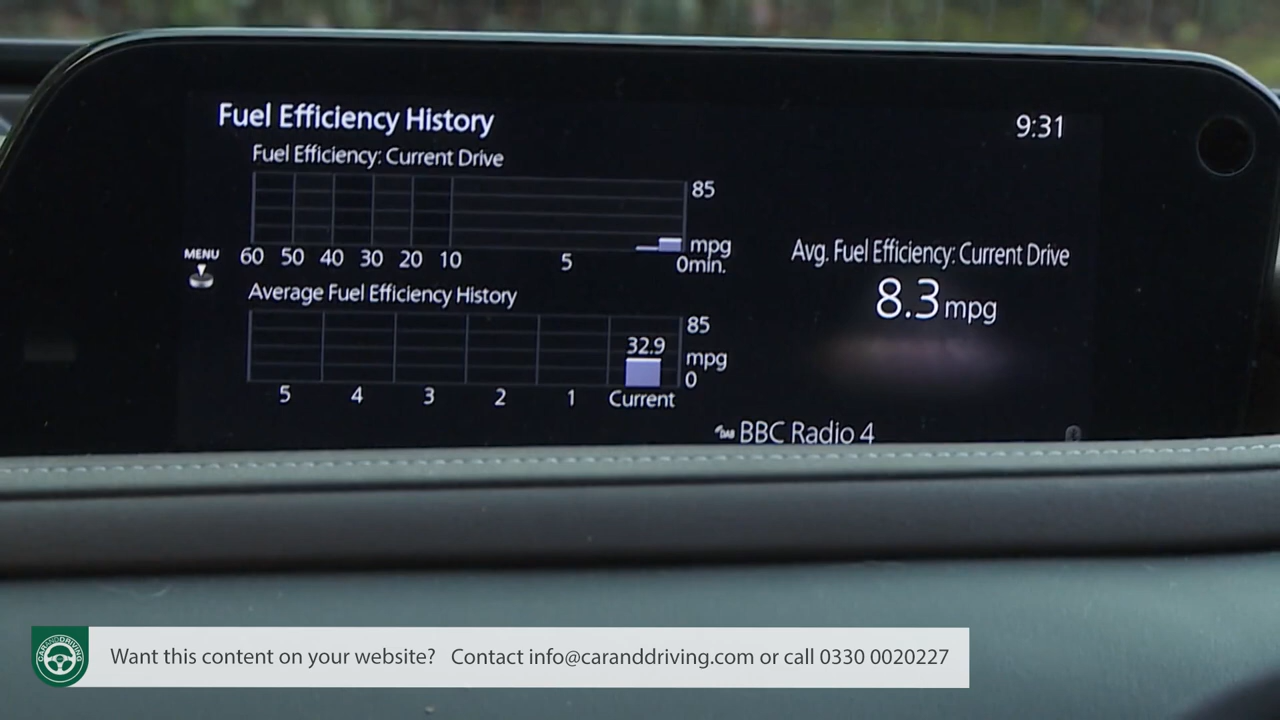 Fuel Efficiency History
9:31
Fuel Efficiency: Current Drive
85
mpg
60 50 40 30 20 10 5 0min.
MENU
Avg. Fuel Efficiency: Current Drive
8.3 mpg
Average Fuel Efficiency History
85
32.9
mpg
0
5 4 3 2 1 Current
DAB BBC Radio 4
CARANDDRIVING
Want this content on your website? Contact info@caranddriving.com or call 0330 0020227